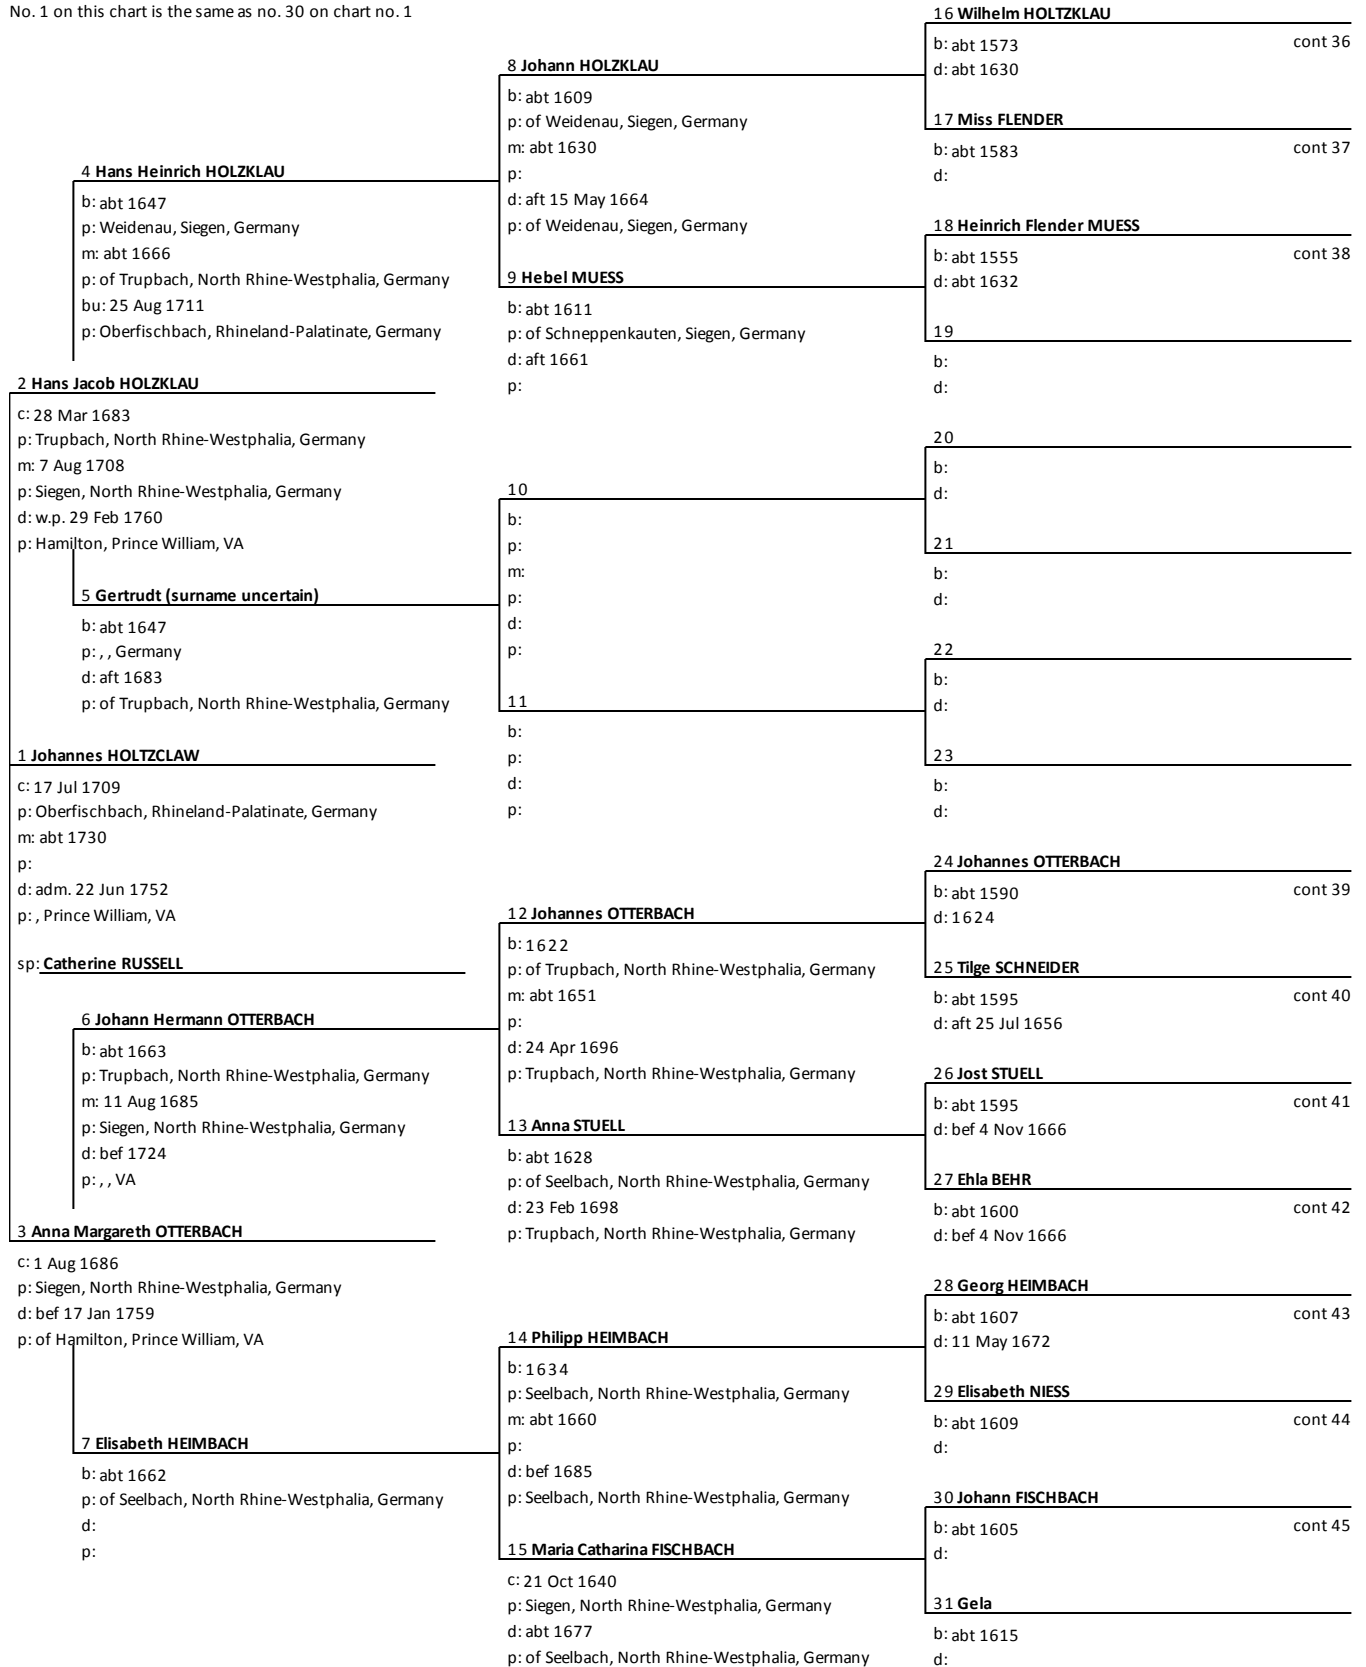 No. 1 on this chart is the same as no. 30 on chart no. 1
16 Wilhelm HOLTZKLAU
b: abt 1573 cont 36
d: abt 1630
8 Johann HOLZKLAU
b: abt 1609
p: of Weidenau, Siegen, Germany
m: abt 1630
p:
d: aft 15 May 1664
p: of Weidenau, Siegen, Germany
17 Miss FLENDER
b: abt 1583 cont 37
d:
4 Hans Heinrich HOLZKLAU
b: abt 1647
p: Weidenau, Siegen, Germany
m: abt 1666
p: of Trupbach, North Rhine-Westphalia, Germany
bu: 25 Aug 1711
p: Oberfischbach, Rhineland-Palatinate, Germany
18 Heinrich Flender MUESS
b: abt 1555 cont 38
d: abt 1632
9 Hebel MUESS
b: abt 1611
p: of Schneppenkauten, Siegen, Germany
d: aft 1661
p:
19
b:
d:
2 Hans Jacob HOLZKLAU
c: 28 Mar 1683
p: Trupbach, North Rhine-Westphalia, Germany
m: 7 Aug 1708
p: Siegen, North Rhine-Westphalia, Germany
d: w.p. 29 Feb 1760
p: Hamilton, Prince William, VA
20
b:
d:
10
b:
p:
m:
p:
d:
p:
21
b:
d:
5 Gertrudt (surname uncertain)
b: abt 1647
p: , , Germany
d: aft 1683
p: of Trupbach, North Rhine-Westphalia, Germany
22
b:
d:
11
b:
p:
d:
p:
23
b:
d:
1 Johannes HOLTZCLAW
c: 17 Jul 1709
p: Oberfischbach, Rhineland-Palatinate, Germany
m: abt 1730
p:
d: adm. 22 Jun 1752
p: , Prince William, VA
sp: Catherine RUSSELL
24 Johannes OTTERBACH
b: abt 1590 cont 39
d: 1624
12 Johannes OTTERBACH
b: 1622
p: of Trupbach, North Rhine-Westphalia, Germany
m: abt 1651
p:
d: 24 Apr 1696
p: Trupbach, North Rhine-Westphalia, Germany
25 Tilge SCHNEIDER
b: abt 1595 cont 40
d: aft 25 Jul 1656
6 Johann Hermann OTTERBACH
b: abt 1663
p: Trupbach, North Rhine-Westphalia, Germany
m: 11 Aug 1685
p: Siegen, North Rhine-Westphalia, Germany
d: bef 1724
p: , , VA
26 Jost STUELL
b: abt 1595 cont 41
d: bef 4 Nov 1666
13 Anna STUELL
b: abt 1628
p: of Seelbach, North Rhine-Westphalia, Germany
d: 23 Feb 1698
p: Trupbach, North Rhine-Westphalia, Germany
27 Ehla BEHR
b: abt 1600 cont 42
d: bef 4 Nov 1666
3 Anna Margareth OTTERBACH
c: 1 Aug 1686
p: Siegen, North Rhine-Westphalia, Germany
d: bef 17 Jan 1759
p: of Hamilton, Prince William, VA
28 Georg HEIMBACH
b: abt 1607 cont 43
d: 11 May 1672
14 Philipp HEIMBACH
b: 1634
p: Seelbach, North Rhine-Westphalia, Germany
m: abt 1660
p:
d: bef 1685
p: Seelbach, North Rhine-Westphalia, Germany
29 Elisabeth NIESS
b: abt 1609 cont 44
d:
7 Elisabeth HEIMBACH
b: abt 1662
p: of Seelbach, North Rhine-Westphalia, Germany
d:
p:
30 Johann FISCHBACH
b: abt 1605 cont 45
d:
15 Maria Catharina FISCHBACH
c: 21 Oct 1640
p: Siegen, North Rhine-Westphalia, Germany
d: abt 1677
p: of Seelbach, North Rhine-Westphalia, Germany
31 Gela
b: abt 1615
d: